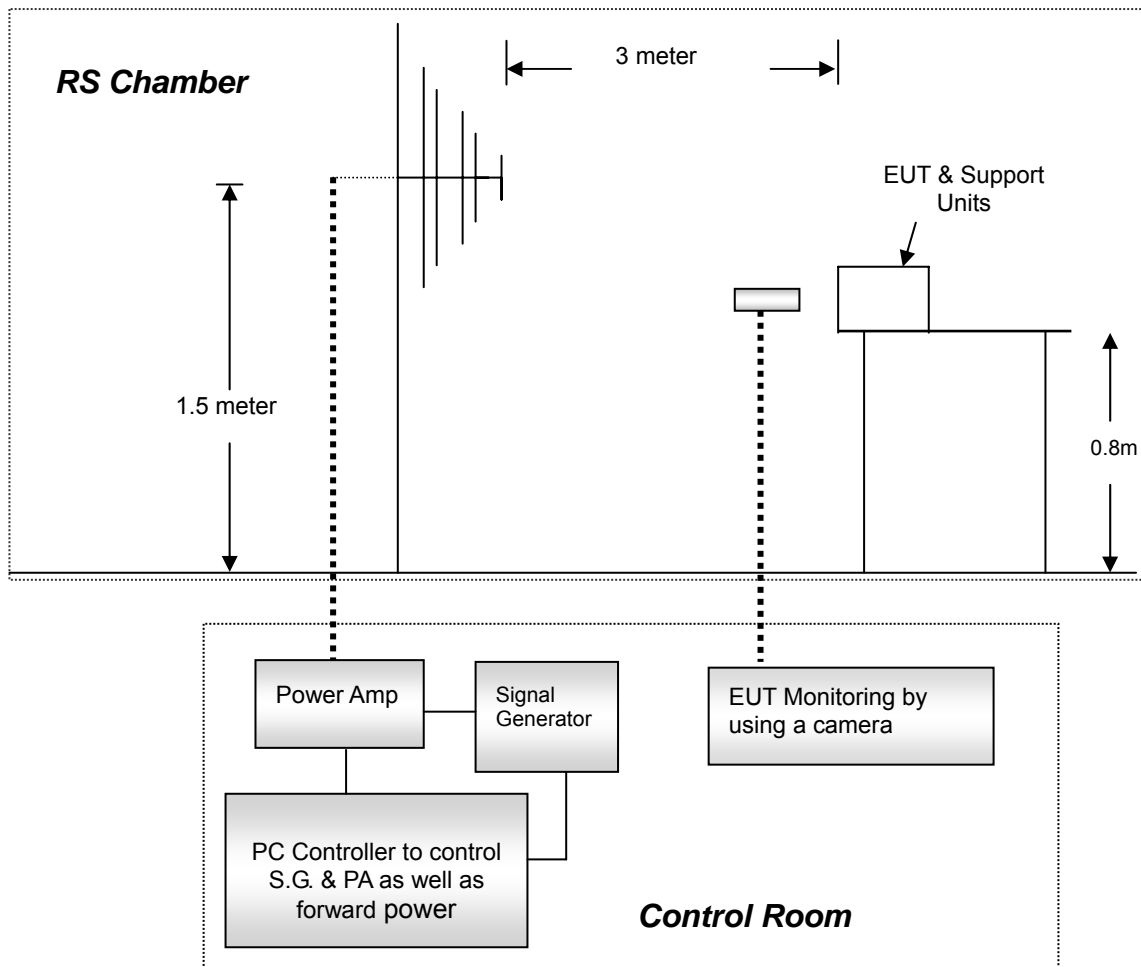 RS Chamber
3 meter
EUT & Support
Units
1.5 meter
0.8m
Power Amp
Signal
Generator
EUT Monitoring by
using a camera
PC Controller to control
S.G. & PA as well as
forward power
Control Room